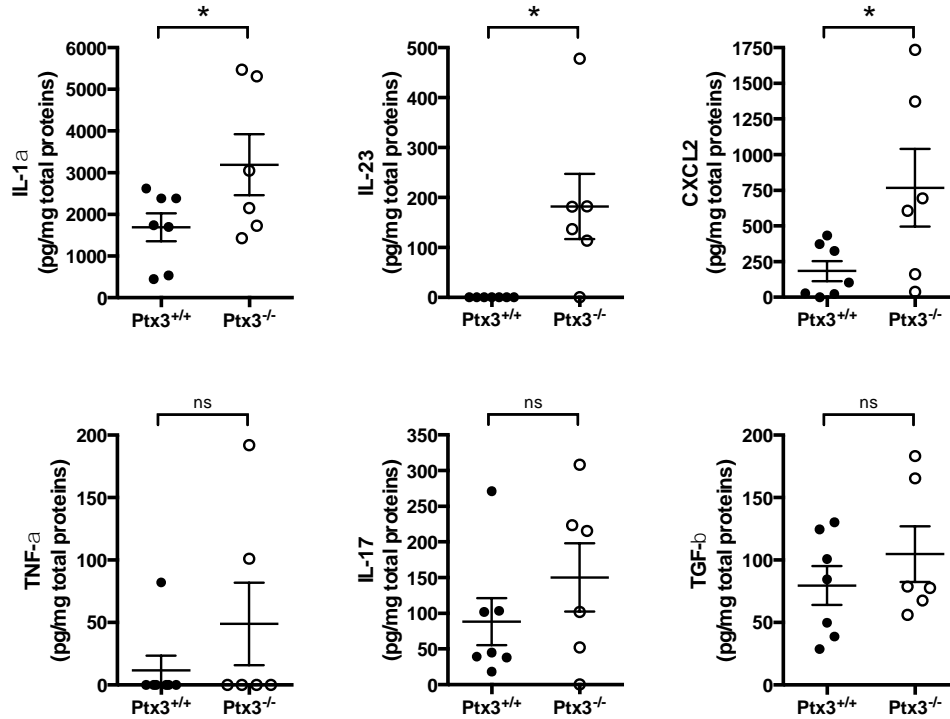 *
IL-1a
(pg/mg total proteins)
6000
5000
4000
3000
2000
1000
0
Ptx3+/+ Ptx3-/-
*
IL-23
(pg/mg total proteins)
500
400
300
200
100
0
Ptx3+/+ Ptx3-/-
*
CXCL2
(pg/mg total proteins)
1750
1500
1250
1000
750
500
250
0
Ptx3+/+ Ptx3-/-
ns
TNF-a
(pg/mg total proteins)
200
150
100
50
0
Ptx3+/+ Ptx3-/-
ns
IL-17
(pg/mg total proteins)
350
300
250
200
150
100
50
0
Ptx3+/+ Ptx3-/-
ns
TGF-b
(pg/mg total proteins)
200
150
100
50
0
Ptx3+/+ Ptx3-/-